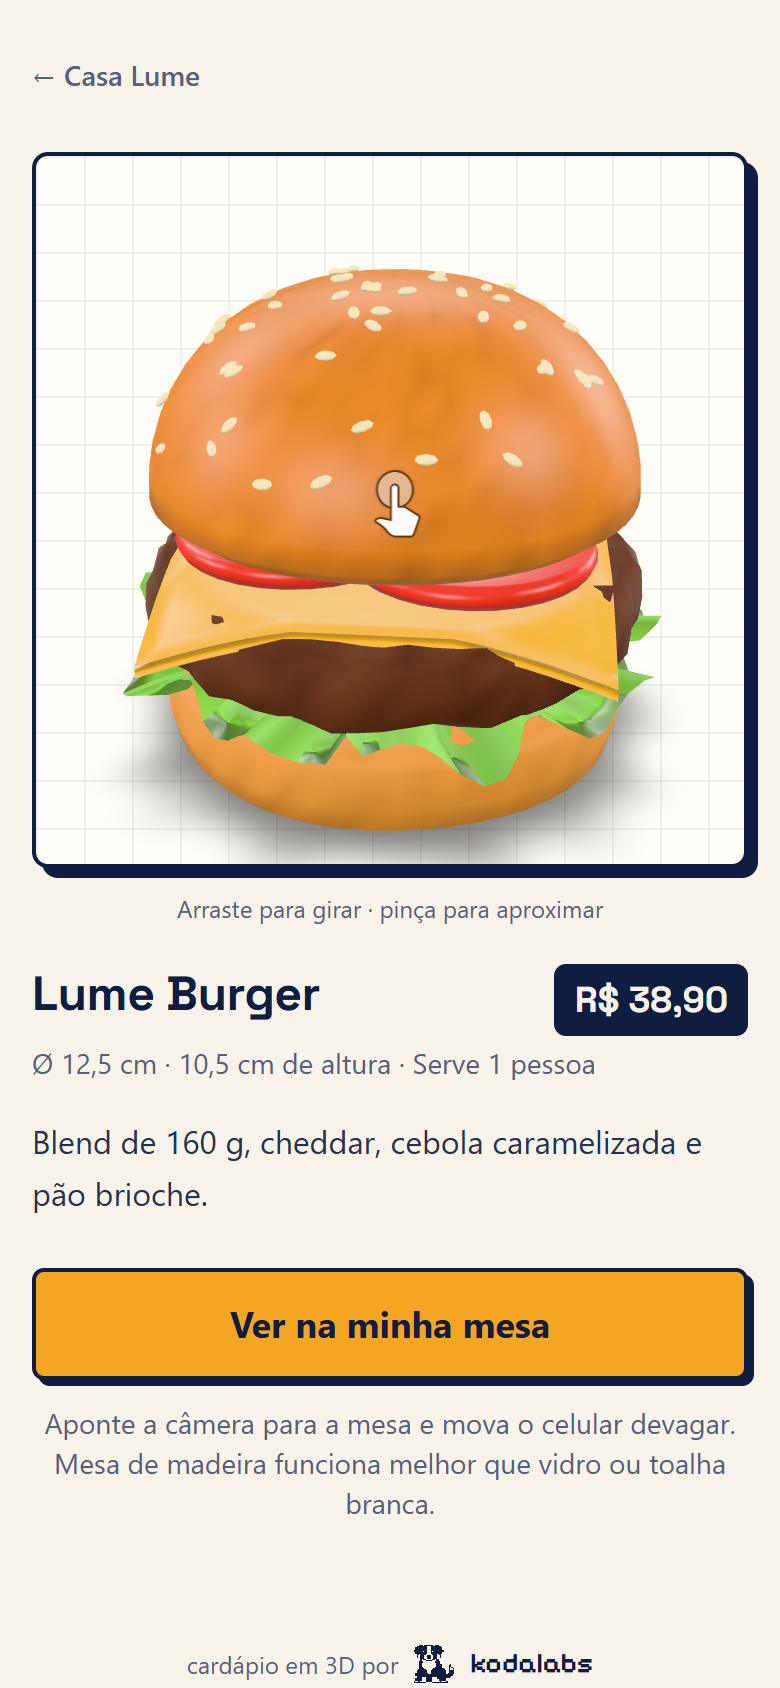 ← Casa Lume
Arraste para girar · pinça para aproximar
Lume Burger
R$ 38,90
Ø 12,5 cm · 10,5 cm de altura · Serve 1 pessoa
Blend de 160 g, cheddar, cebola caramelizada e
pão brioche.
Ver na minha mesa
Aponte a câmera para a mesa e mova o celular devagar.
Mesa de madeira funciona melhor que vidro ou toalha
branca.
cardápio em 3D por kodalabs